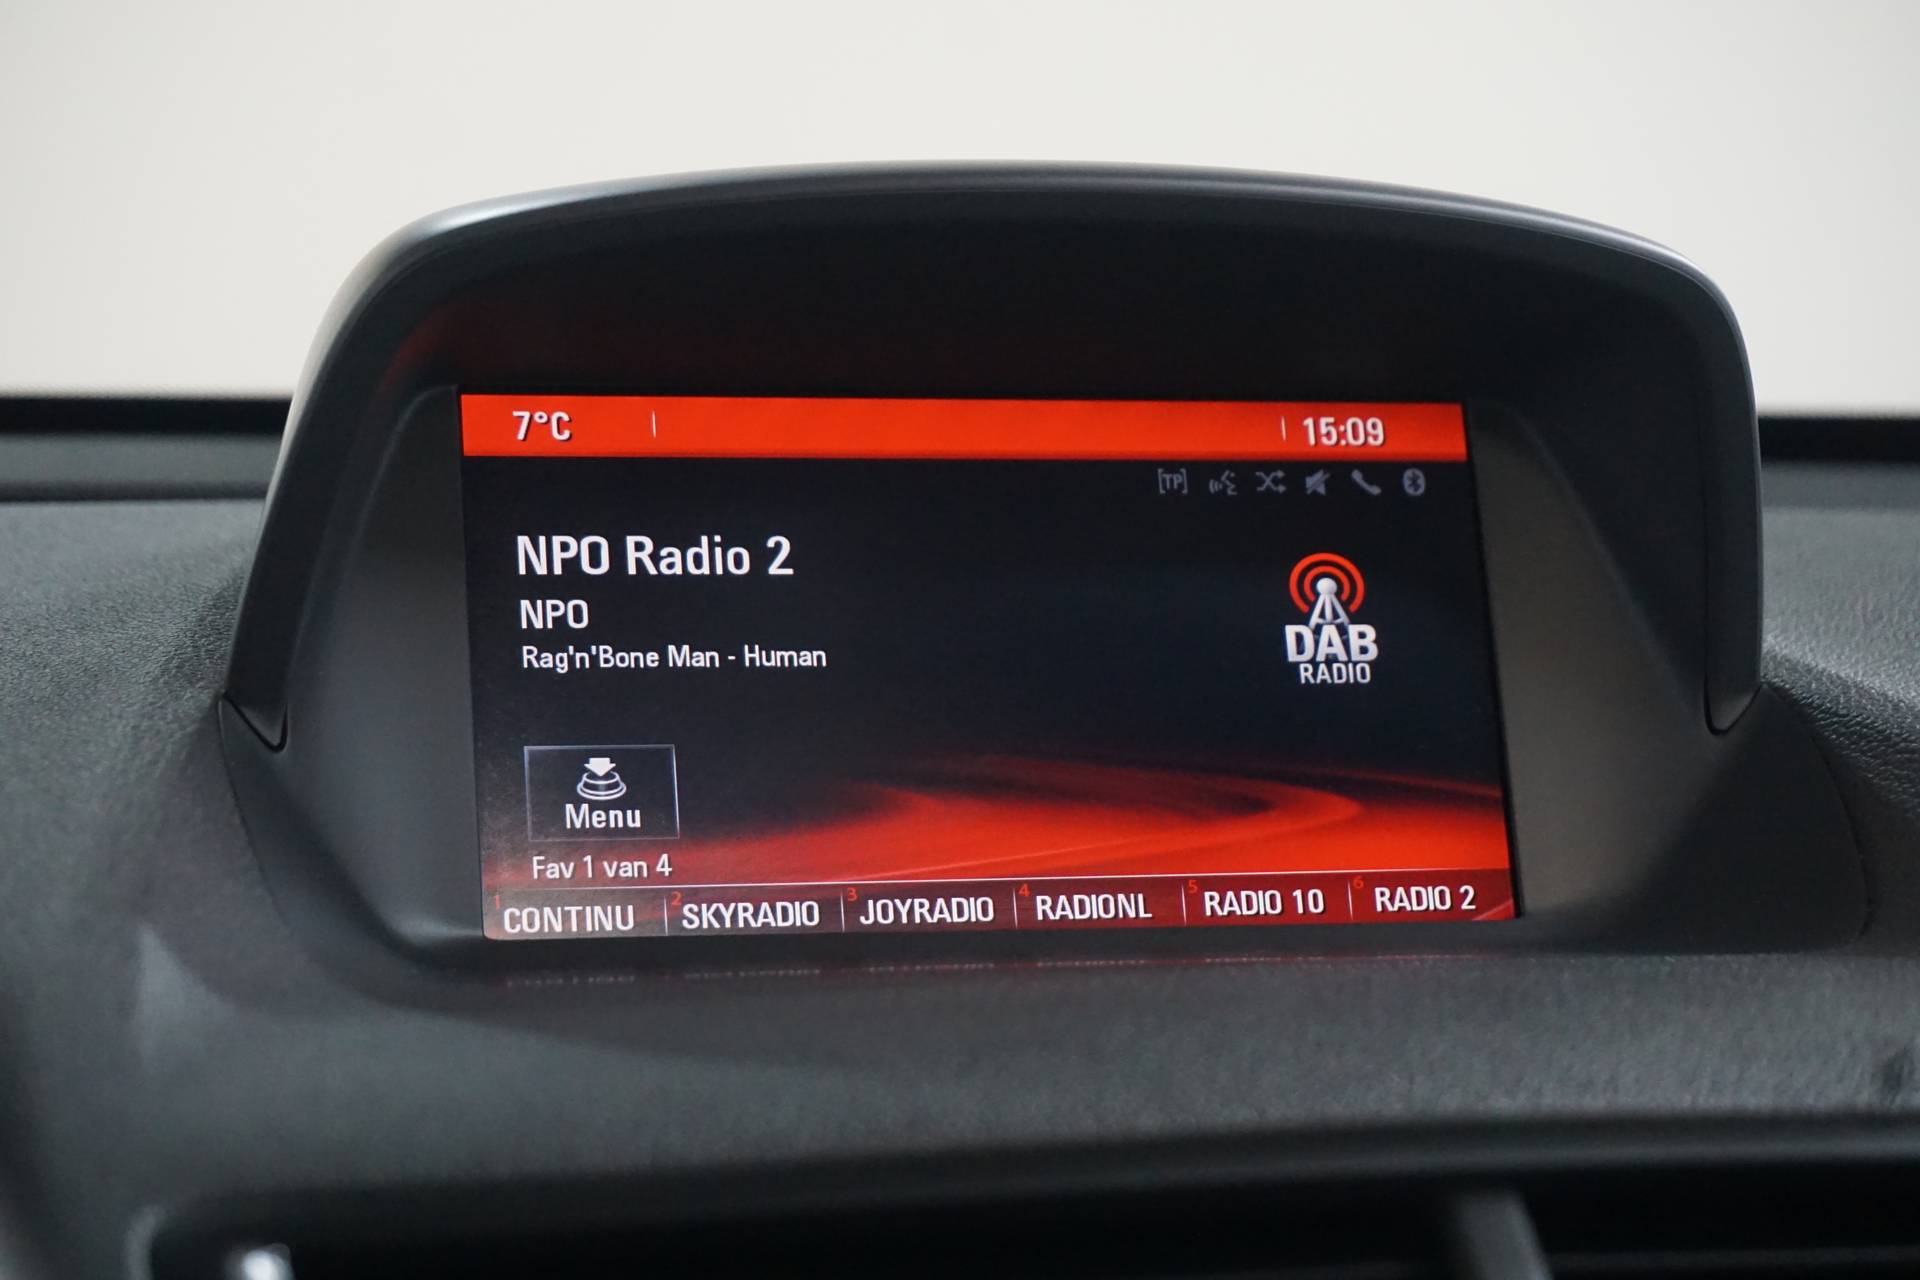 7°C 15:09
[TP]
NPO Radio 2
NPO
Rag'n'Bone Man - Human
DAB
RADIO
Menu
Fav 1 van 4
1 CONTINU 2 SKYRADIO 3 JOYRADIO 4 RADIONL 5 RADIO 10 6 RADIO 2